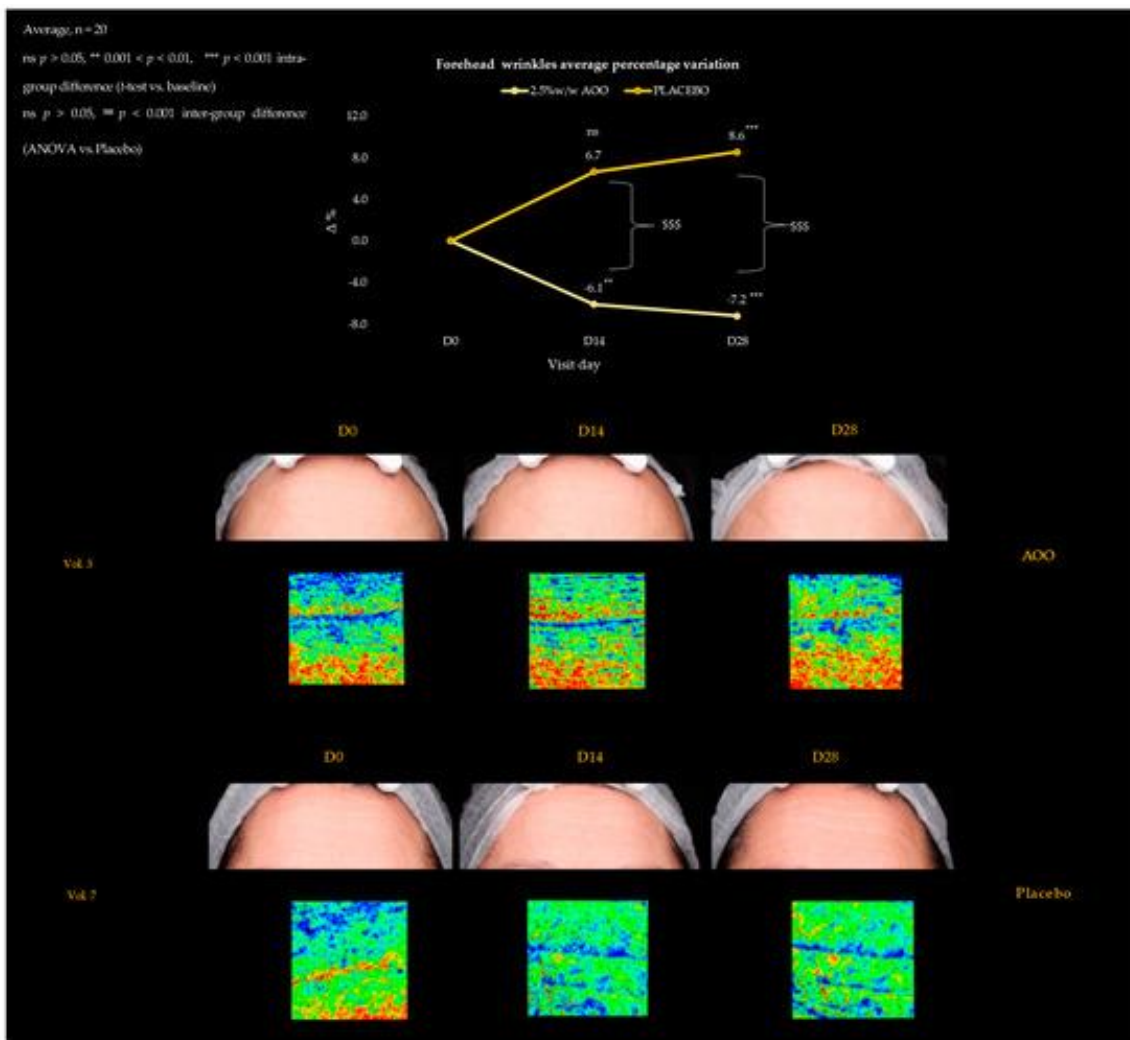 Average, n = 20
ns p > 0.05, ** 0.001 < p < 0.01, *** p < 0.001 intra-
group difference (t-test vs. baseline)
ns p > 0.05, p < 0.001 inter-group difference
(ANOVA vs. Placebo)
Forehead wrinkles average percentage variation
2.5%w/w AOO PLACEBO
12.0
8.0
4.0
0.0
-4.0
-8.0
Δ %
ns
6.7
8.6 ***
$$$
$$$
-6.1 **
-7.2 ***
D0 D14 D28
Visit day
D0 D14 D28
Vol. AOO
D0 D14 D28
Vol. 7 Placebo